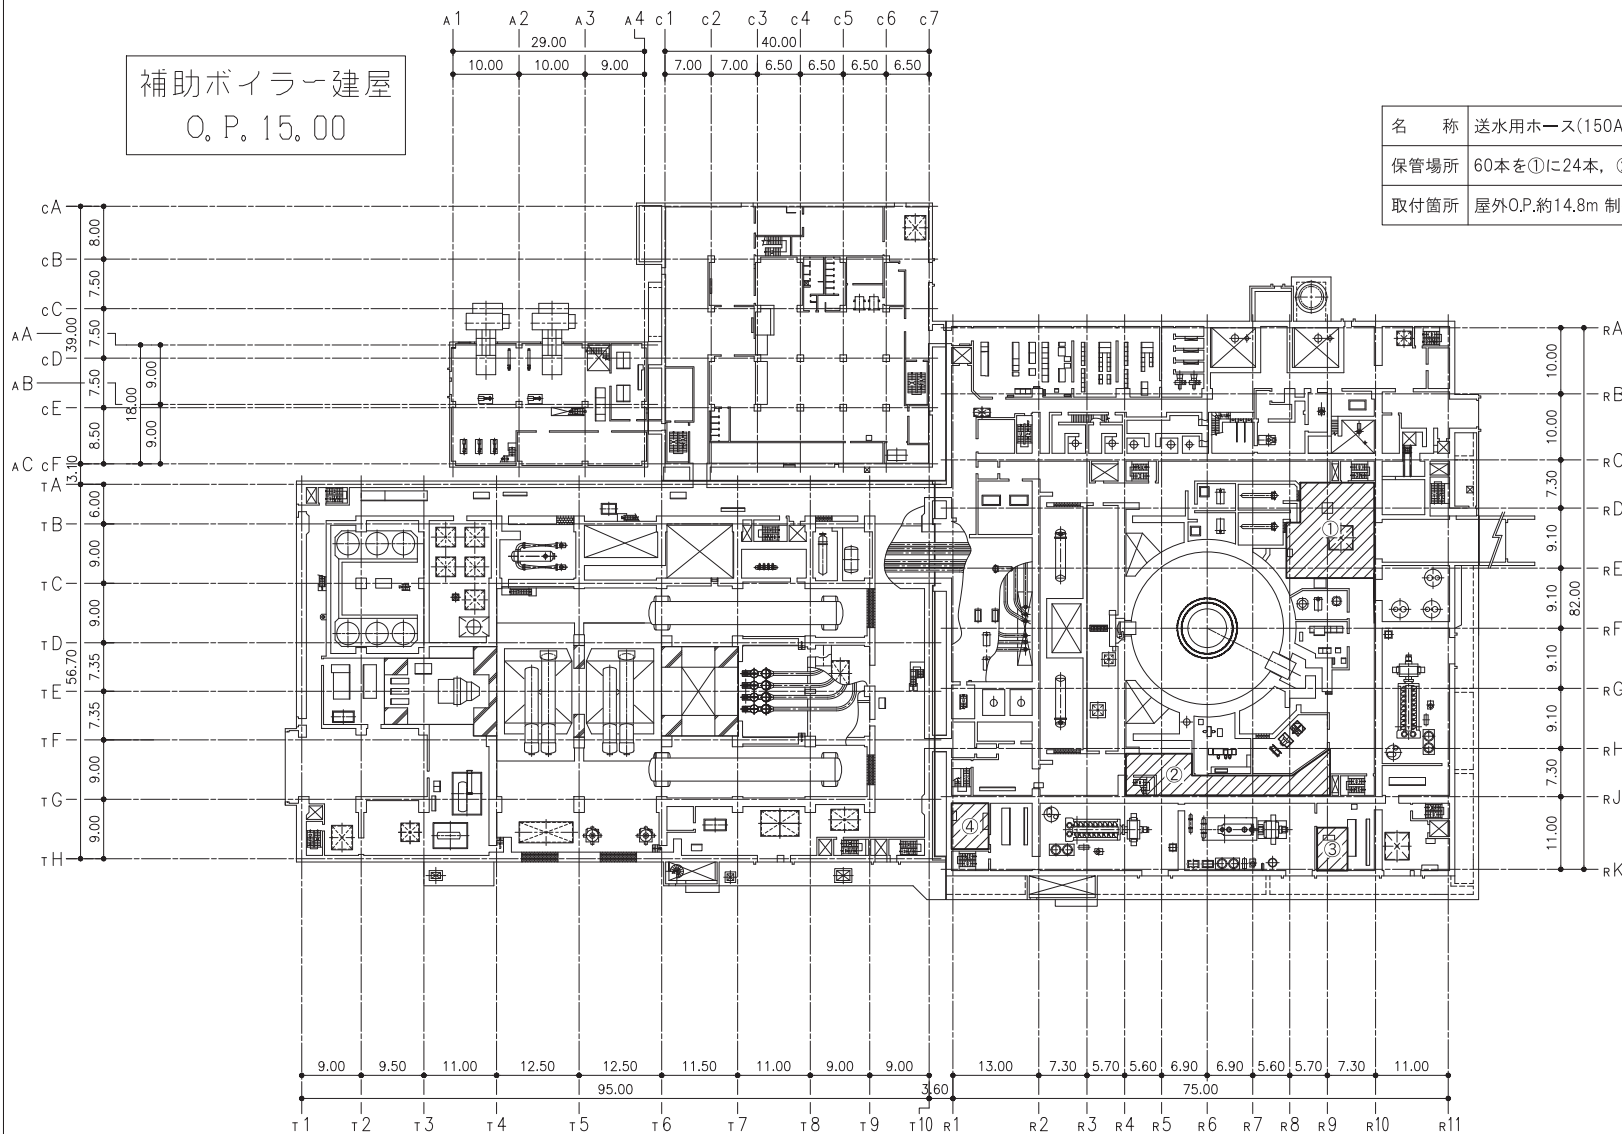 A1 A2 A3 A4 C1 C2 C3 C4 C5 C6 C7
29.00 40.00
10.00 10.00 9.00 7.00 7.00 6.50 6.50 6.50 6.50
補助ボイラー建屋
O.P.15.00
名 称 送水用ホース(150A
保管場所 60本を①に24本,
取付箇所 屋外O.P.約14.8m 制
CA
8.00
CB
7.50
CC
AA
39.00
7.50
CD
AB
7.50
CE
18.00
9.00
9.00
8.50
AC CF
3.10
TA
6.00
TB
9.00
TC
9.00
TD
7.35
56.70
TE
7.35
TF
9.00
TG
9.00
TH
RA
10.00
RB
10.00
RC
7.30
RD
9.10
RE
9.10
82.00
RF
9.10
RG
9.10
RH
7.30
RJ
11.00
RK
①
②
③
④
9.00 9.50 11.00 12.50 12.50 11.50 11.00 9.00 9.00 13.00 7.30 5.70 5.60 6.90 6.90 5.60 5.70 7.30 11.00
95.00 3.60 75.00
T1 T2 T3 T4 T5 T6 T7 T8 T9 T10 R1 R2 R3 R4 R5 R6 R7 R8 R9 R10 R11